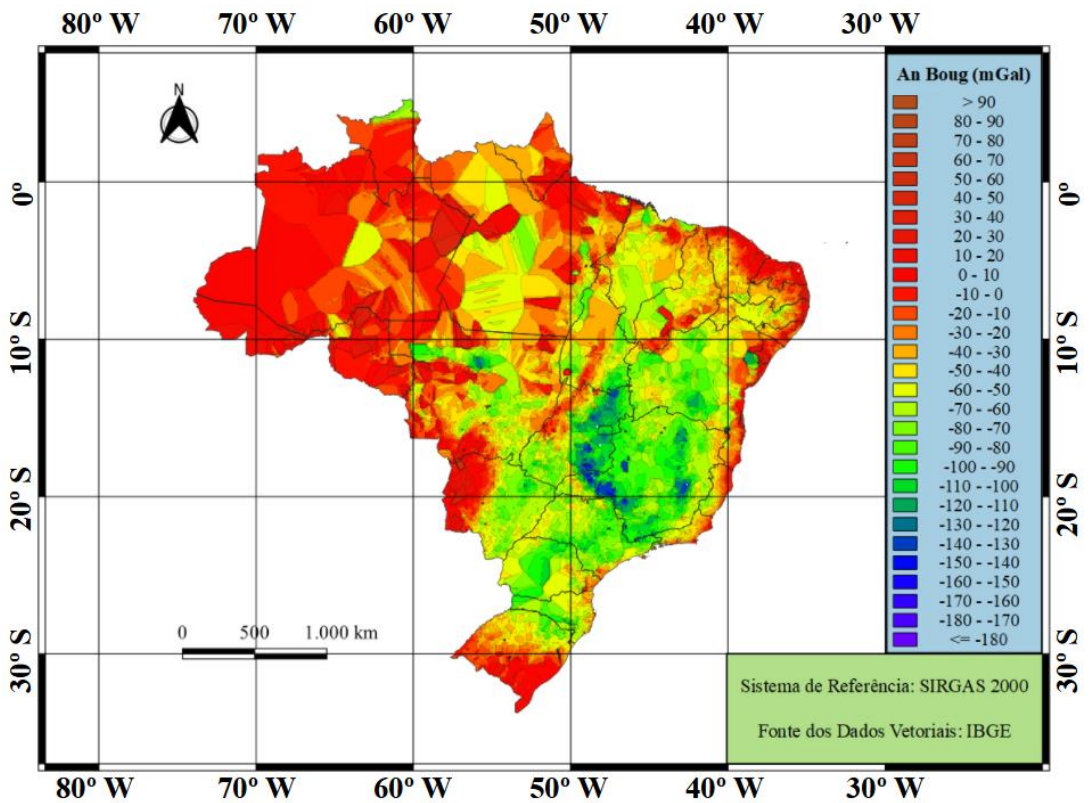 80º W 70º W 60º W 50º W 40º W 30º W
N
An Boug (mGal)
> 90
80 - 90
70 - 80
60 - 70
50 - 60
40 - 50
30 - 40
20 - 30
10 - 20
0 - 10
-10 - 0
-20 - -10
-30 - -20
-40 - -30
-50 - -40
-60 - -50
-70 - -60
-80 - -70
-90 - -80
-100 - -90
-110 - -100
-120 - -110
-130 - -120
-140 - -130
-150 - -140
-160 - -150
-170 - -160
-180 - -170
<= -180
0º
10º S
20º S
30º S
0º
10º S
20º S
30º S
0 500 1.000 km
Sistema de Referência: SIRGAS 2000
Fonte dos Dados Vetoriais: IBGE
80º W 70º W 60º W 50º W 40º W 30º W